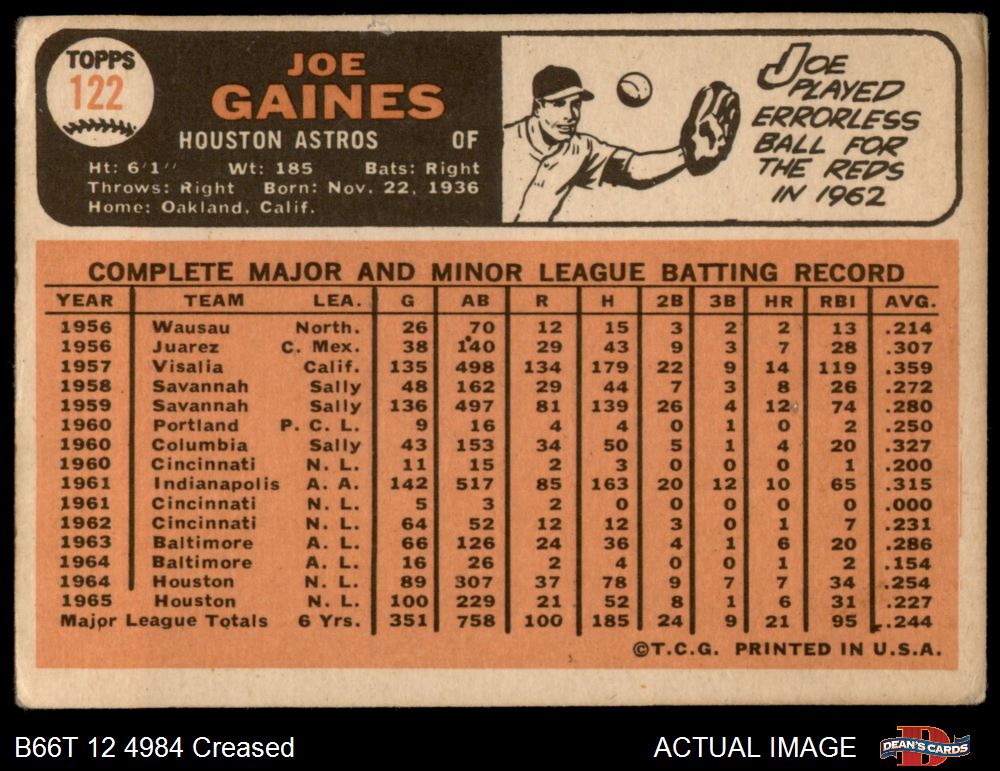 TOPPS
122
JOE
GAINES
HOUSTON ASTROS OF
Ht: 6'1'' Wt: 185 Bats: Right
Throws: Right Born: Nov. 22, 1936
Home: Oakland, Calif.
JOE
PLAYED
ERRORLESS
BALL FOR
THE REDS
IN 1962
COMPLETE MAJOR AND MINOR LEAGUE BATTING RECORD
YEAR TEAM LEA. G AB R H 2B 3B HR RBI AVG.
1956 Wausau North. 26 70 12 15 3 2 2 13 .214
1956 Juarez C. Mex. 38 140 29 43 9 3 7 28 .307
1957 Visalia Calif. 135 498 134 179 22 9 14 119 .359
1958 Savannah Sally 48 162 29 44 7 3 8 26 .272
1959 Savannah Sally 136 497 81 139 26 4 12 74 .280
1960 Portland P. C. L. 9 16 4 4 0 1 0 2 .250
1960 Columbia Sally 43 153 34 50 5 1 4 20 .327
1960 Cincinnati N. L. 11 15 2 3 0 0 0 1 .200
1961 Indianapolis A. A. 142 517 85 163 20 12 10 65 .315
1961 Cincinnati N. L. 5 3 2 0 0 0 0 0 .000
1962 Cincinnati N. L. 64 52 12 12 3 0 1 7 .231
1963 Baltimore A. L. 66 126 24 36 4 1 6 20 .286
1964 Baltimore A. L. 16 26 2 4 0 0 1 2 .154
1964 Houston N. L. 89 307 37 78 9 7 7 34 .254
1965 Houston N. L. 100 229 21 52 8 1 6 31 .227
Major League Totals 6 Yrs. 351 758 100 185 24 9 21 95 .244
©T.C.G. PRINTED IN U.S.A.
B66T 12 4984 Creased
ACTUAL IMAGE
DEAN'S CARDS